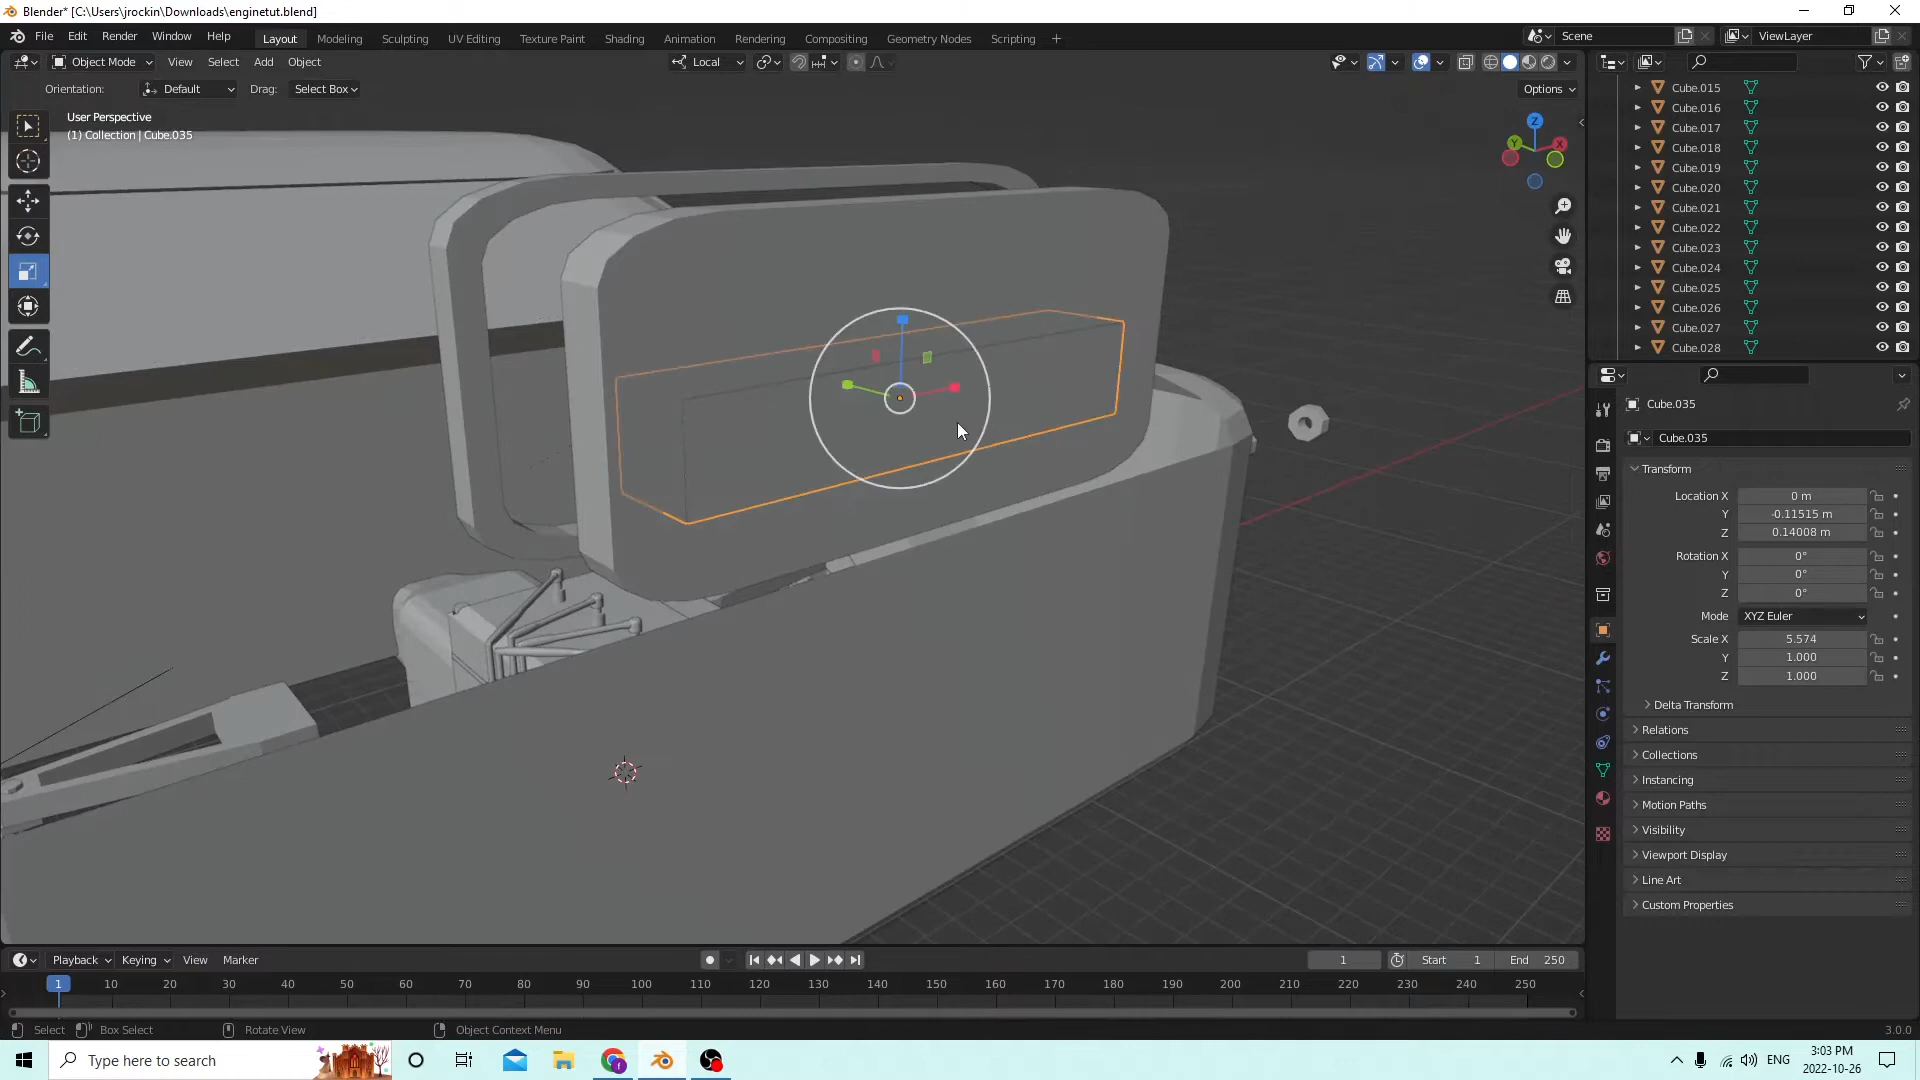 Blender* [C:\Users\jrockin\Downloads\enginetut.blend]
File Edit Render Window Help
Layout Modeling Sculpting UV Editing Texture Paint Shading Animation Rendering Compositing Geometry Nodes Scripting +
Scene
ViewLayer
Object Mode View Select Add Object
Local
Orientation: Default Drag: Select Box
Options
User Perspective
(1) Collection | Cube.035
Z
Y
X
Cube.015
Cube.016
Cube.017
Cube.018
Cube.019
Cube.020
Cube.021
Cube.022
Cube.023
Cube.024
Cube.025
Cube.026
Cube.027
Cube.028
Cube.035
Cube.035
Transform
Location X 0 m
Y -0.11515 m
Z 0.14008 m
Rotation X 0°
Y 0°
Z 0°
Mode XYZ Euler
Scale X 5.574
Y 1.000
Z 1.000
Delta Transform
Relations
Collections
Instancing
Motion Paths
Visibility
Viewport Display
Line Art
Custom Properties
Playback Keying View Marker
1
Start 1
End 250
1 10 20 30 40 50 60 70 80 90 100 110 120 130 140 150 160 170 180 190 200 210 220 230 240 250
Select Box Select Rotate View Object Context Menu
3.0.0
Type here to search
ENG
3:03 PM
2022-10-26